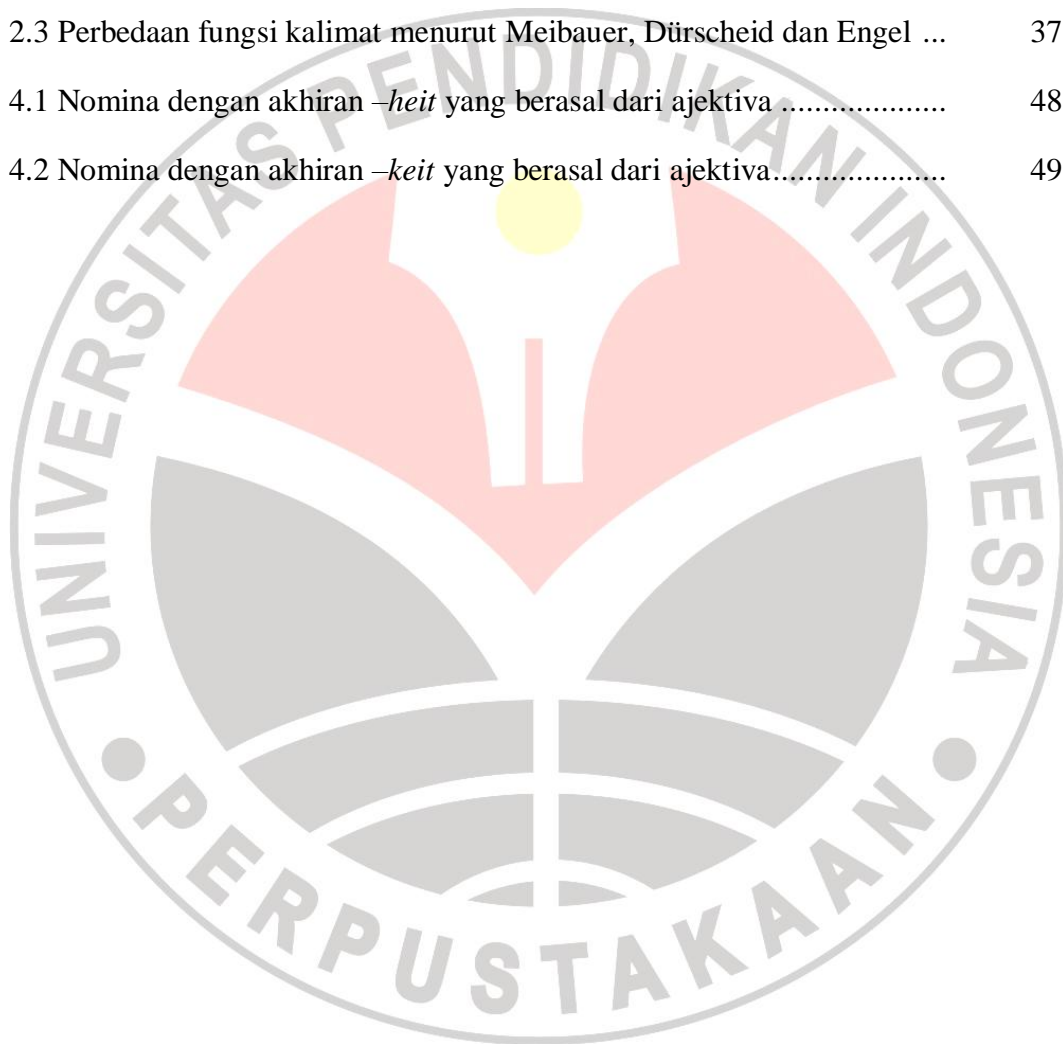 2.3 Perbedaan fungsi kalimat menurut Meibauer, Dürscheid dan Engel ... 37
4.1 Nomina dengan akhiran –heit yang berasal dari ajektiva ..................... 48
4.2 Nomina dengan akhiran –keit yang berasal dari ajektiva..................... 49
UNIVERSITAS PENDIDIKAN INDONESIA
PERPUSTAKAAN